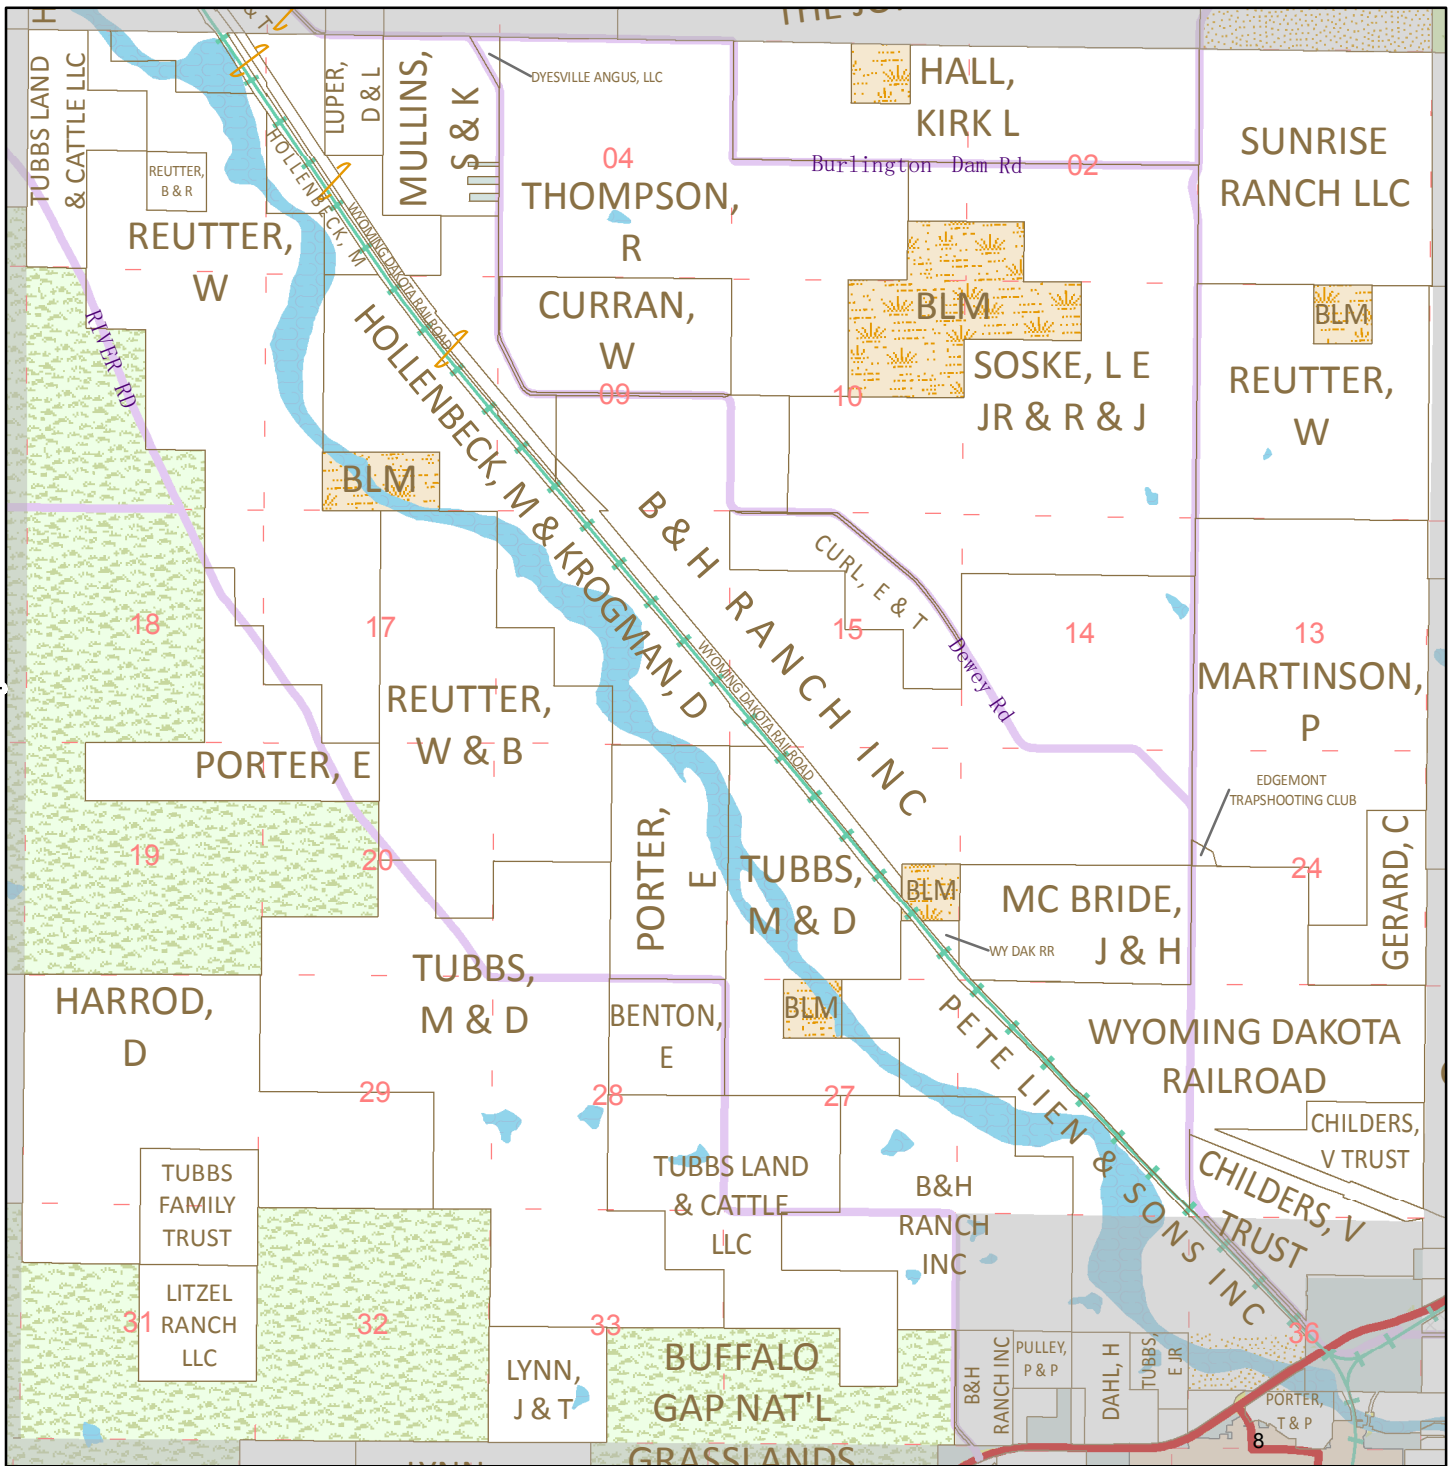 H
& T
THE JO
TUBBS LAND
& CATTLE LLC
LUPER,
D & L
MULLINS,
S & K
DYESVILLE ANGUS, LLC
HALL,
KIRK L
SUNRISE
RANCH LLC
REUTTER,
B & R
REUTTER,
W
HOLLENBECK, M
WYOMING DAKOTA RAILROAD
04
THOMPSON,
R
Burlington Dam Rd
02
CURRAN,
W
BLM
SOSKE, L E
JR & R & J
BLM
REUTTER,
W
RIVER RD
09
10
HOLLENBECK, M & KROGMAN, D
BLM
B & H RANCH INC
CURL, E & T
Dewey Rd
18
17
15
14
13
MARTINSON,
P
REUTTER,
W & B
WYOMING DAKOTA RAILROAD
PORTER, E
EDGEMONT
TRAPSHOOTING CLUB
19
20
PORTER,
E
TUBBS,
M & D
BLM
MC BRIDE,
J & H
24
GERARD, C
WY DAK RR
HARROD,
D
TUBBS,
M & D
BENTON,
E
BLM
PETE LIEN & SONS INC
WYOMING DAKOTA
RAILROAD
29
28
27
CHILDERS,
V TRUST
CHILDERS, V
TRUST
TUBBS
FAMILY
TRUST
TUBBS LAND
& CATTLE
LLC
B&H
RANCH
INC
LITZEL
RANCH
LLC
31
32
33
36
LYNN,
J & T
BUFFALO
GAP NAT'L
GRASSLANDS
B&H
RANCH INC
PULLEY,
P & P
DAHL, H
TUBBS,
E JR
PORTER,
T & P
8
LYNN